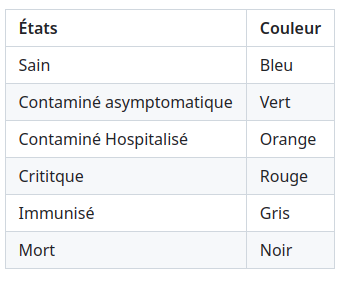 États Couleur
Sain Bleu
Contaminé asymptomatique Vert
Contaminé Hospitalisé Orange
Crititque Rouge
Immunisé Gris
Mort Noir